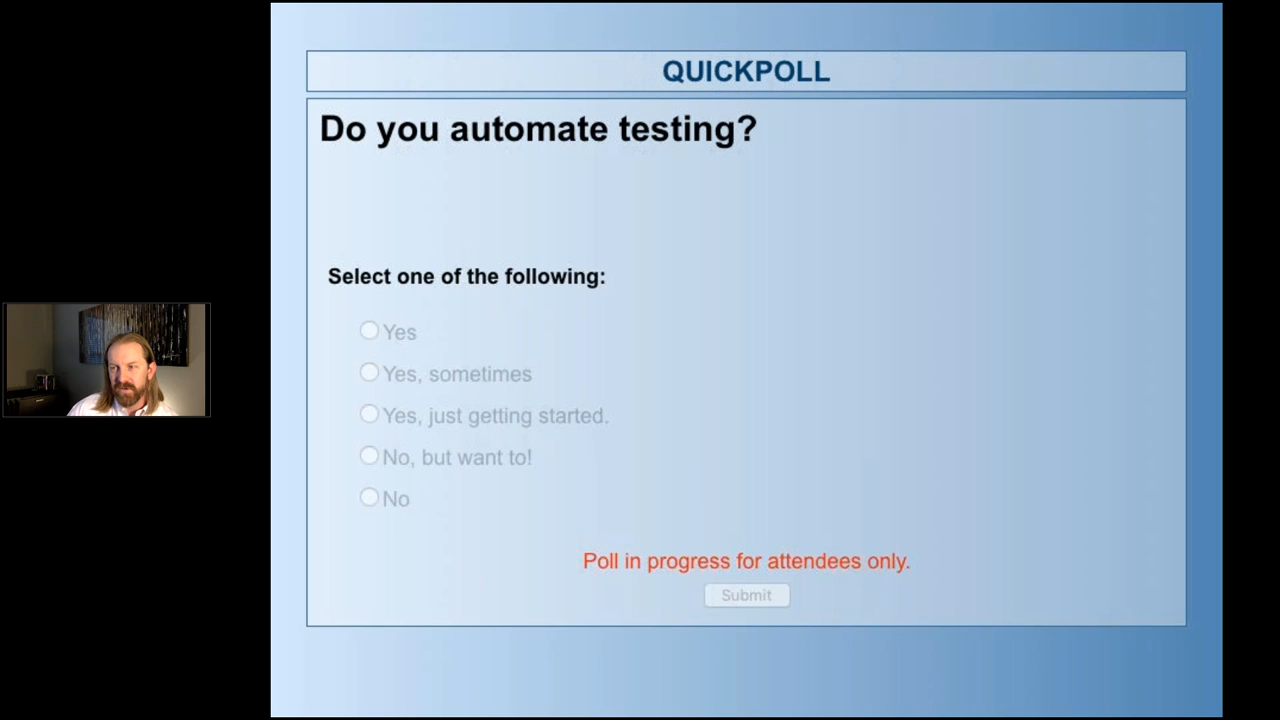 QUICKPOLL
Do you automate testing?
Select one of the following:
Yes
Yes, sometimes
Yes, just getting started.
No, but want to!
No
Poll in progress for attendees only.
Submit